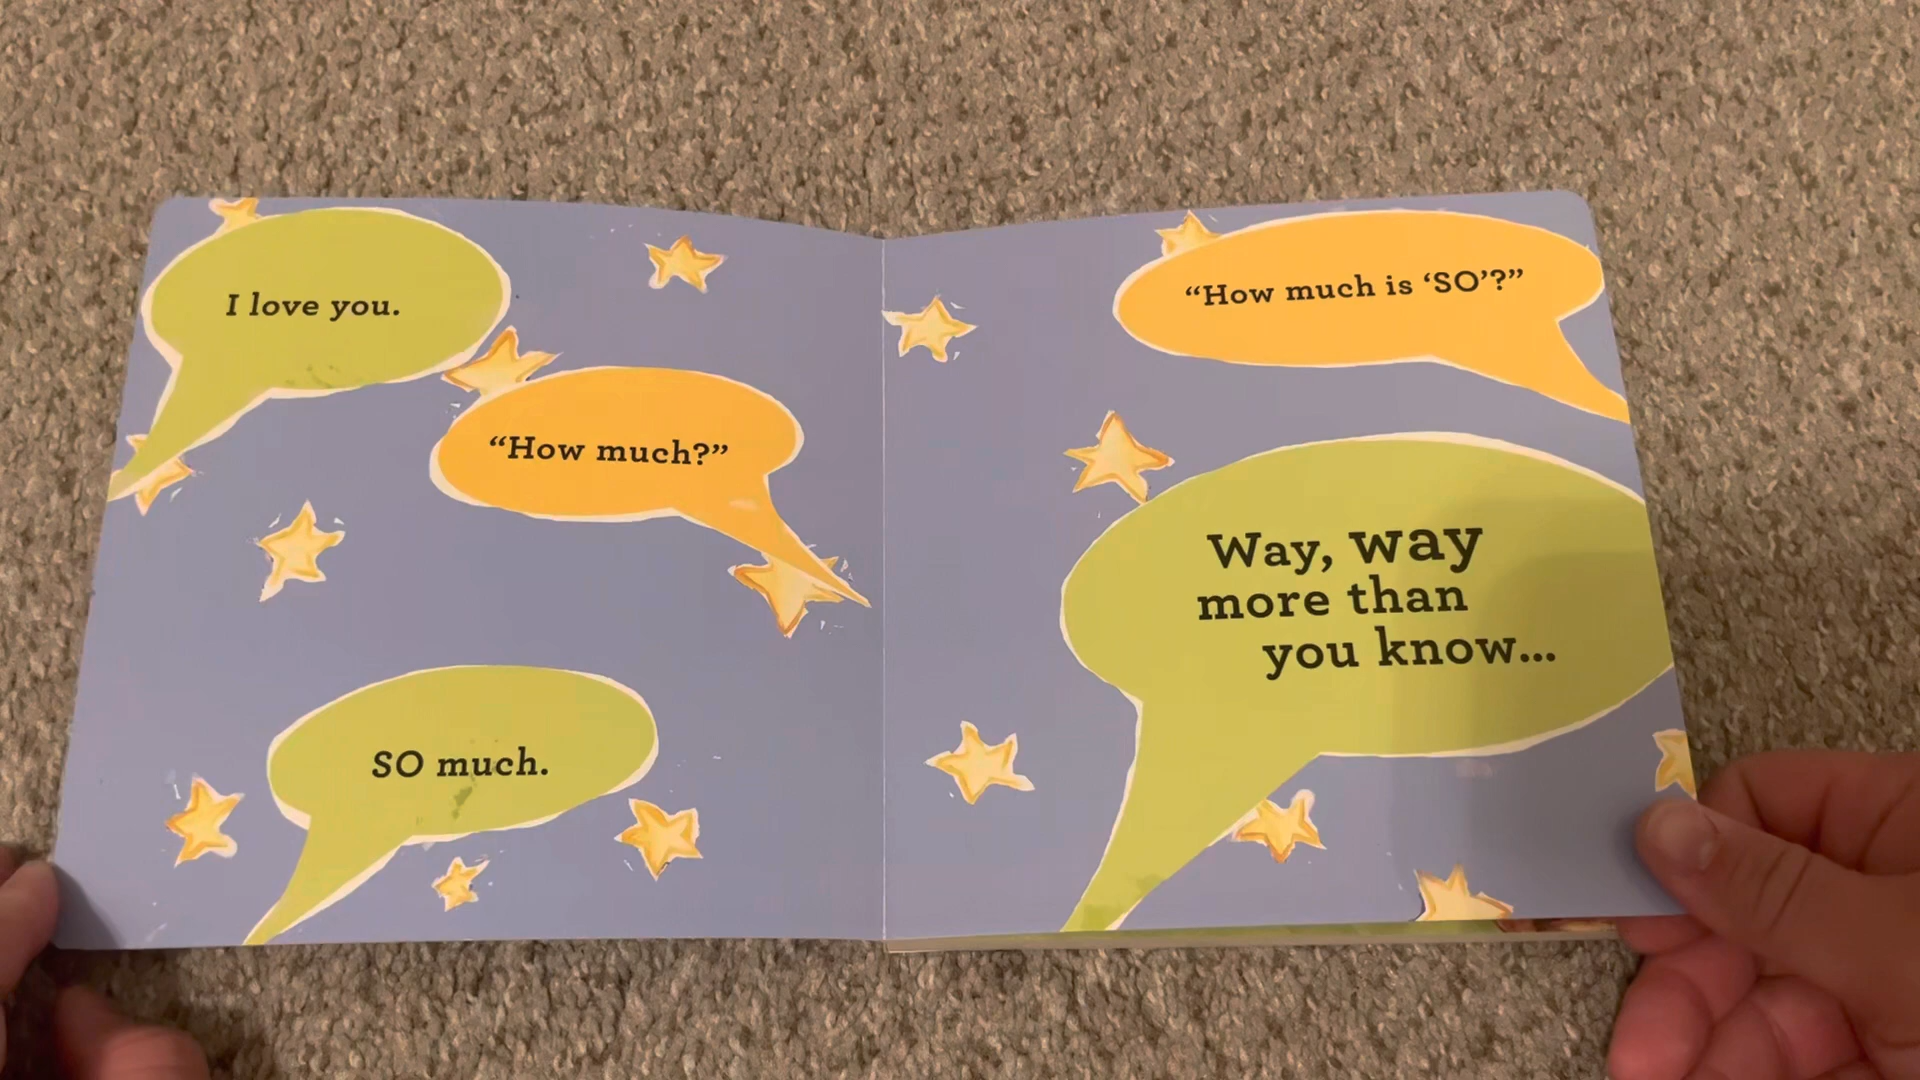 I love you.
“How much?”
SO much.
“How much is ‘SO’?”
Way, way
more than
you know...